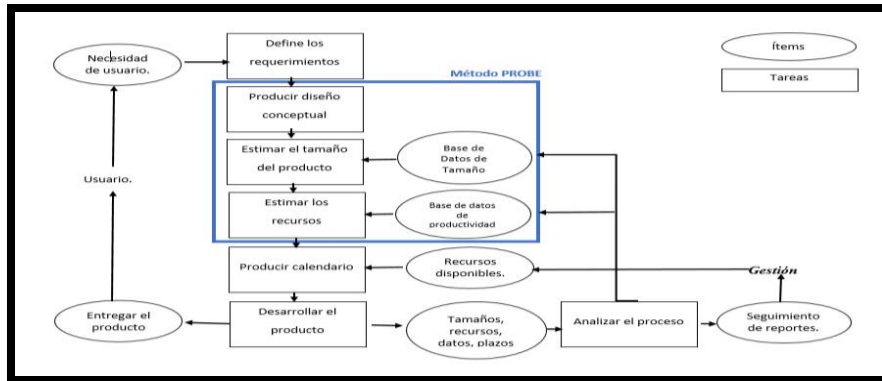 Necesidad
de usuario.
Define los
requerimientos
Ítems
Tareas
Método PROBE
Producir diseño
conceptual
Estimar el tamaño
del producto
Base de
Datos de
Tamaño
Usuario.
Estimar los
recursos
Base de datos
de
productividad
Producir calendario
Recursos
disponibles.
Gestión
Entregar el
producto
Desarrollar el
producto
Tamaños,
recursos,
datos, plazos
Analizar el proceso
Seguimiento
de reportes.